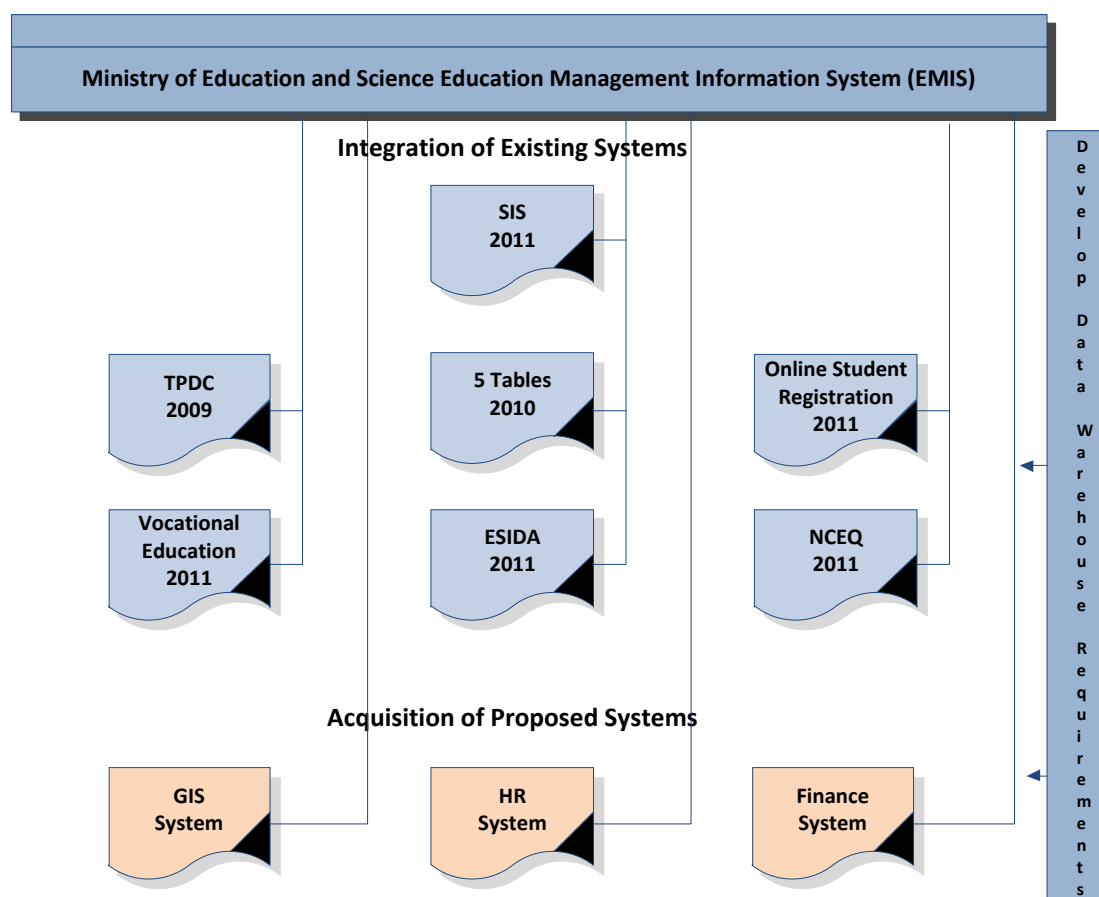 Ministry of Education and Science Education Management Information System (EMIS)
Integration of Existing Systems
SIS
2011
TPDC
2009
5 Tables
2010
Online Student
Registration
2011
Vocational
Education
2011
ESIDA
2011
NCEQ
2011
Acquisition of Proposed Systems
GIS
System
HR
System
Finance
System
Develop Data Warehouse Requirements